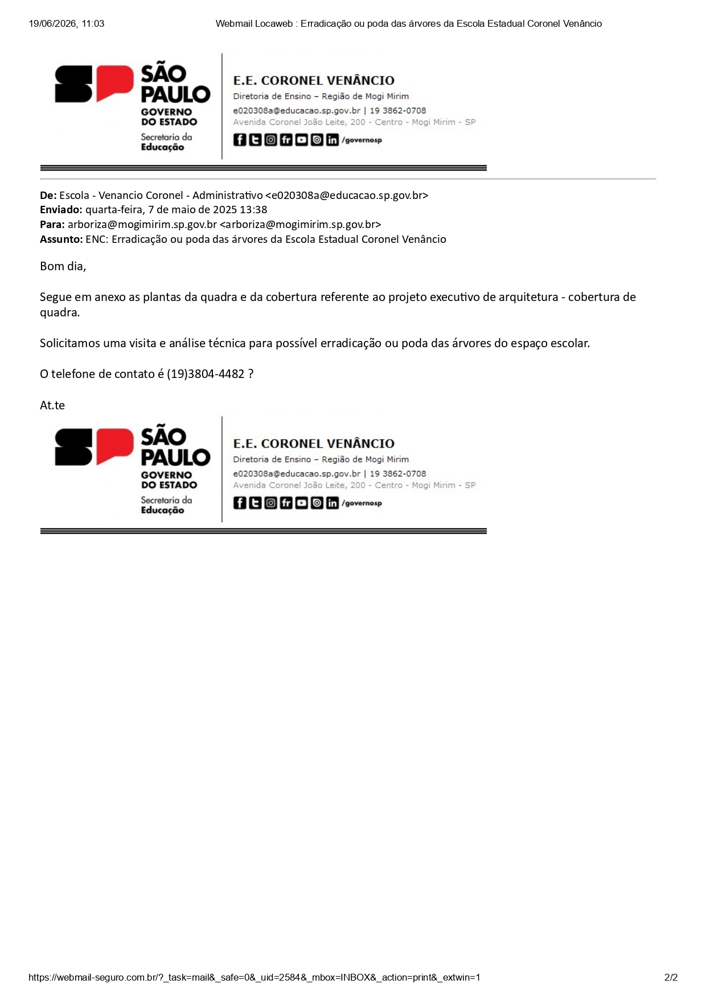 19/06/2026, 11:03 Webmail Locaweb : Erradicação ou poda das árvores da Escola Estadual Coronel Venâncio
SÃO
PAULO
GOVERNO
DO ESTADO
Secretaria da
Educação
E.E. CORONEL VENÂNCIO
Diretoria de Ensino – Região de Mogi Mirim
e020308a@educacao.sp.gov.br | 19 3862-0708
Avenida Coronel João Leite, 200 - Centro - Mogi Mirim - SP
/governosp
De: Escola - Venancio Coronel - Administrativo <e020308a@educacao.sp.gov.br>
Enviado: quarta-feira, 7 de maio de 2025 13:38
Para: arboriza@mogimirim.sp.gov.br <arboriza@mogimirim.sp.gov.br>
Assunto: ENC: Erradicação ou poda das árvores da Escola Estadual Coronel Venâncio
Bom dia,
Segue em anexo as plantas da quadra e da cobertura referente ao projeto executivo de arquitetura - cobertura de
quadra.
Solicitamos uma visita e análise técnica para possível erradicação ou poda das árvores do espaço escolar.
O telefone de contato é (19)3804-4482 ?
At.te
SÃO
PAULO
GOVERNO
DO ESTADO
Secretaria da
Educação
E.E. CORONEL VENÂNCIO
Diretoria de Ensino – Região de Mogi Mirim
e020308a@educacao.sp.gov.br | 19 3862-0708
Avenida Coronel João Leite, 200 - Centro - Mogi Mirim - SP
/governosp
https://webmail-seguro.com.br/?_task=mail&_safe=0&_uid=2584&_mbox=INBOX&_action=print&_extwin=1 2/2